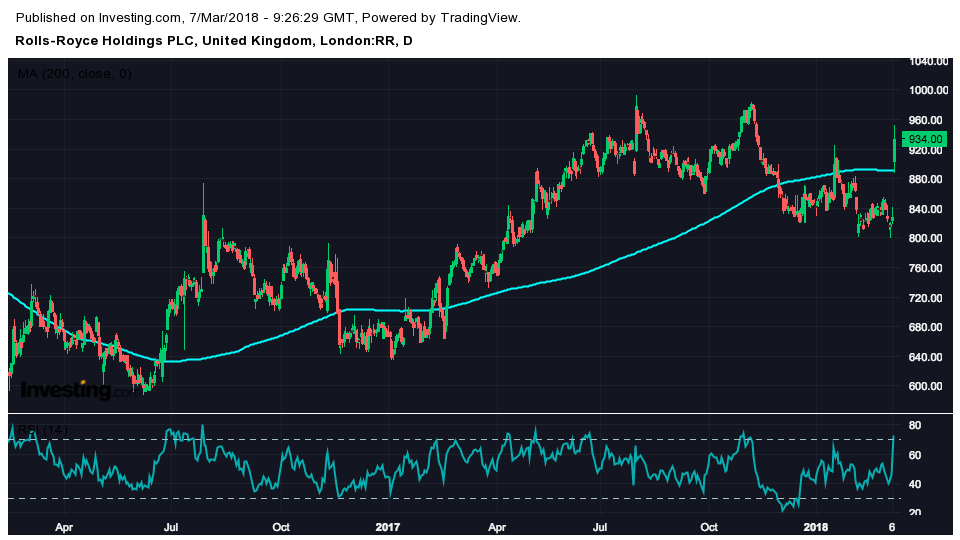 Published on Investing.com, 7/Mar/2018 - 9:26:29 GMT, Powered by TradingView.
Rolls-Royce Holdings PLC, United Kingdom, London:RR, D
MA (200, close, 0)
1040.00
1000.00
960.00
934.00
920.00
880.00
840.00
800.00
760.00
720.00
680.00
640.00
600.00
Investing.com
RSI (14)
80
60
40
20
Apr Jul Oct 2017 Apr Jul Oct 2018 6